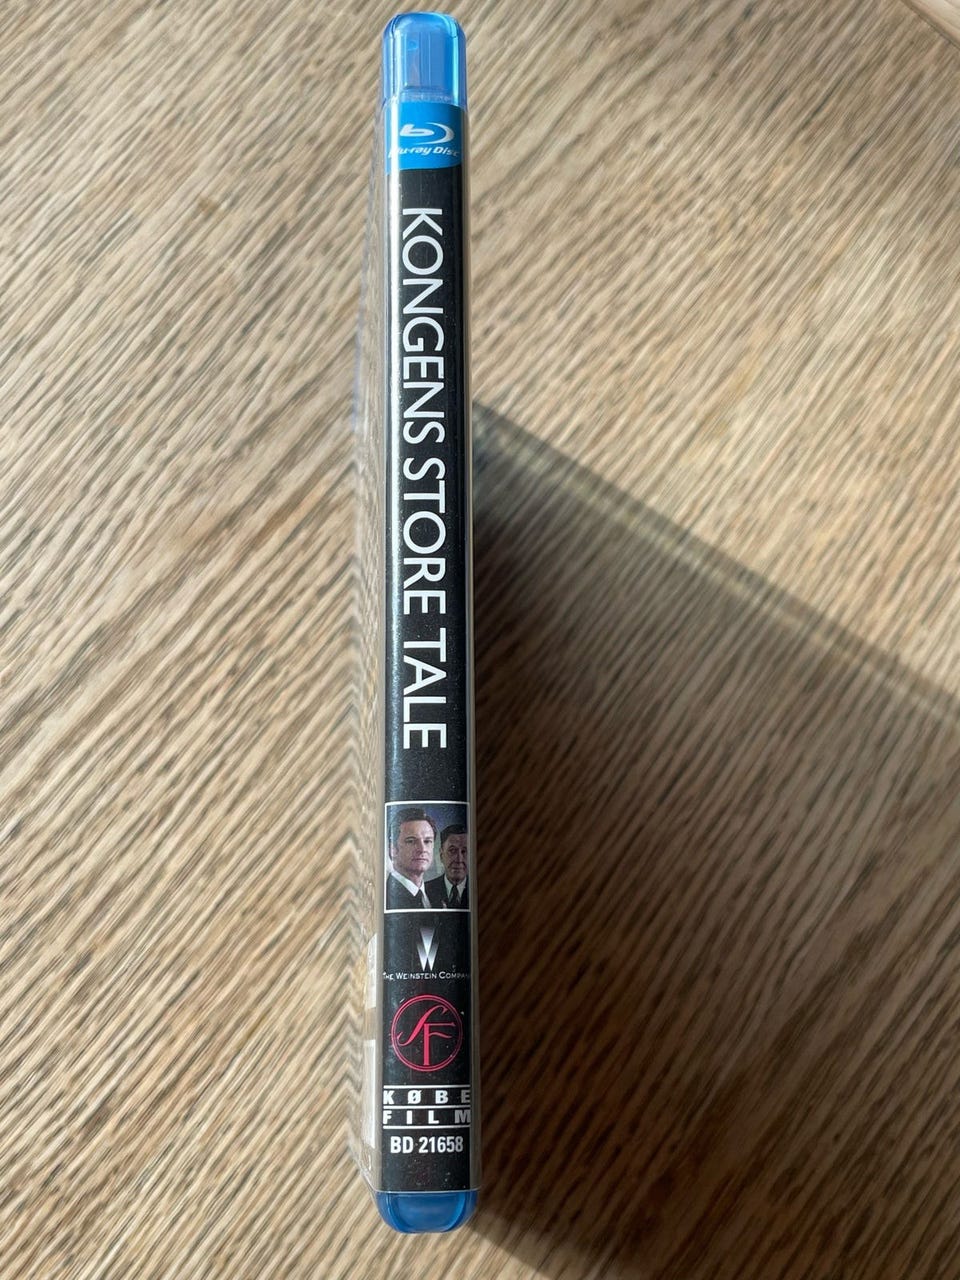 Blu-ray Disc
KONGENS STORE TALE
THE WEINSTEIN COMPANY
SF
KØBE
FILM
BD 21658